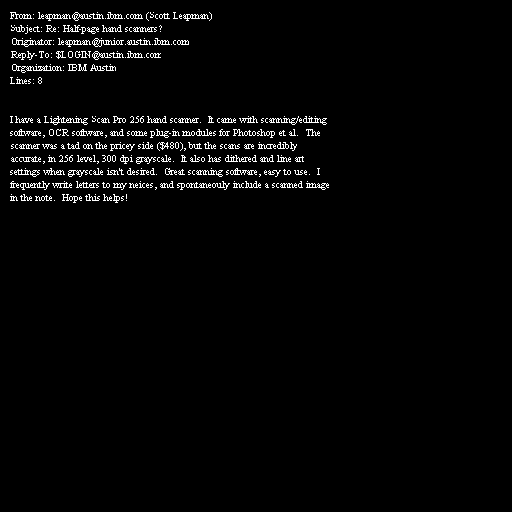 From: leapman@austin.ibm.com (Scott Leapman)
Subject: Re: Half-page hand scanners?
Originator: leapman@junior.austin.ibm.com
Reply-To: $LOGIN@austin.ibm.com
Organization: IBM Austin
Lines: 8
I have a Lightening Scan Pro 256 hand scanner.  It came with scanning/editing
software, OCR software, and some plug-in modules for Photoshop et al.  The
scanner was a tad on the pricey side ($480), but the scans are incredibly
accurate, in 256 level, 300 dpi grayscale.  It also has dithered and line art
settings when grayscale isn't desired.  Great scanning software, easy to use.  I
frequently write letters to my neices, and spontaneouly include a scanned image
in the note.  Hope this helps!